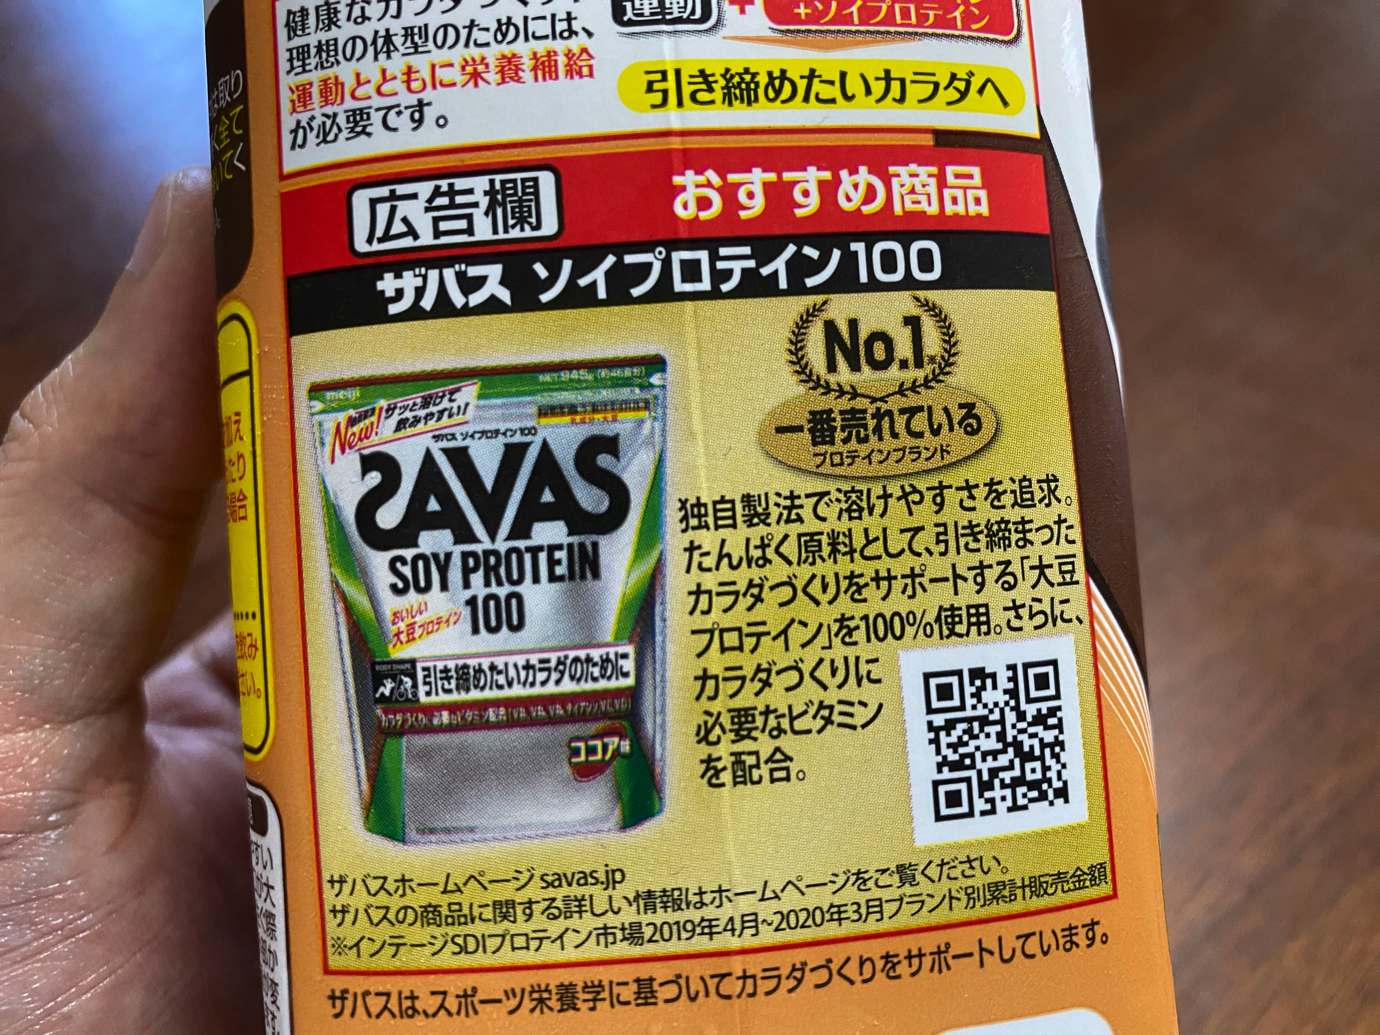 健康なカラダづくりや
理想の体型のためには、
運動とともに栄養補給
が必要です。
運動
+
+ソイプロテイン
引き締めたいカラダへ
広告欄
おすすめ商品
ザバス ソイプロテイン100
No.1※
一番売れている
プロテインブランド
meiji
NET.945g (約45食分)
New!
サッと溶けて
飲みやすい!
ザバス ソイプロテイン100
SAVAS
SOY PROTEIN
100
おいしい
大豆プロテイン
BODY SHAPE
引き締めたいカラダのために
ココア味
独自製法で溶けやすさを追求。
たんぱく原料として、引き締まった
カラダづくりをサポートする「大豆
プロテイン」を100%使用。さらに、
カラダづくりに
必要なビタミン
を配合。
ザバスホームページ savas.jp
ザバスの商品に関する詳しい情報はホームページをご覧ください。
※インテージSDIプロテイン市場2019年4月~2020年3月ブランド別累計販売金額
ザバスは、スポーツ栄養学に基づいてカラダづくりをサポートしています。